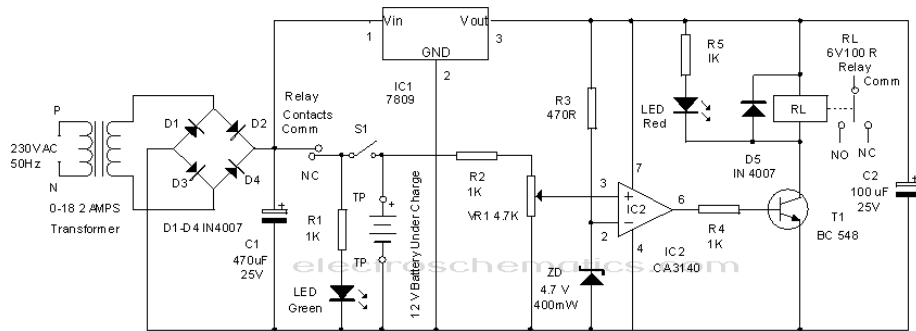 Vin
Vout
1
3
GND
2
IC1
7809
RL
6V100 R
Relay
Comm
R5
IK
LED
Red
RL
D5
IN 4007
NO
NC
C2
100 uF
25V
P
230VAC
50Hz
N
0-18 2 AMPS
Transformer
D1
D2
D3
D4
D1-D4 IN4007
Relay
Contacts
Comm
NC
S1
R3
470R
R2
1K
VR1 4.7K
7
3
+
IC2
6
−
2
4
IC2
CA3140
R4
1K
T1
BC 548
+
C1
470uF
25V
R1
1K
TP
+
TP
12 V Battery Under Charge
LED
Green
ZD
4.7 V
400mW
+
electroschematics.com